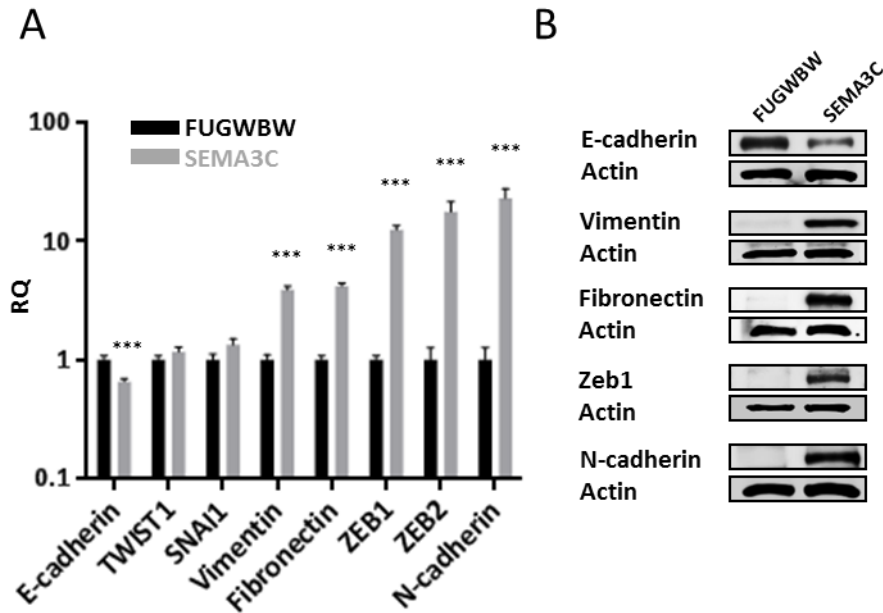 A
100
10
1
0.1
RQ
FUGWBW
SEMA3C
***
***
***
***
***
***
E-cadherin
TWIST1
SNAI1
Vimentin
Fibronectin
ZEB1
ZEB2
N-cadherin
B
FUGWBW
SEMA3C
E-cadherin
Actin
Vimentin
Actin
Fibronectin
Actin
Zeb1
Actin
N-cadherin
Actin